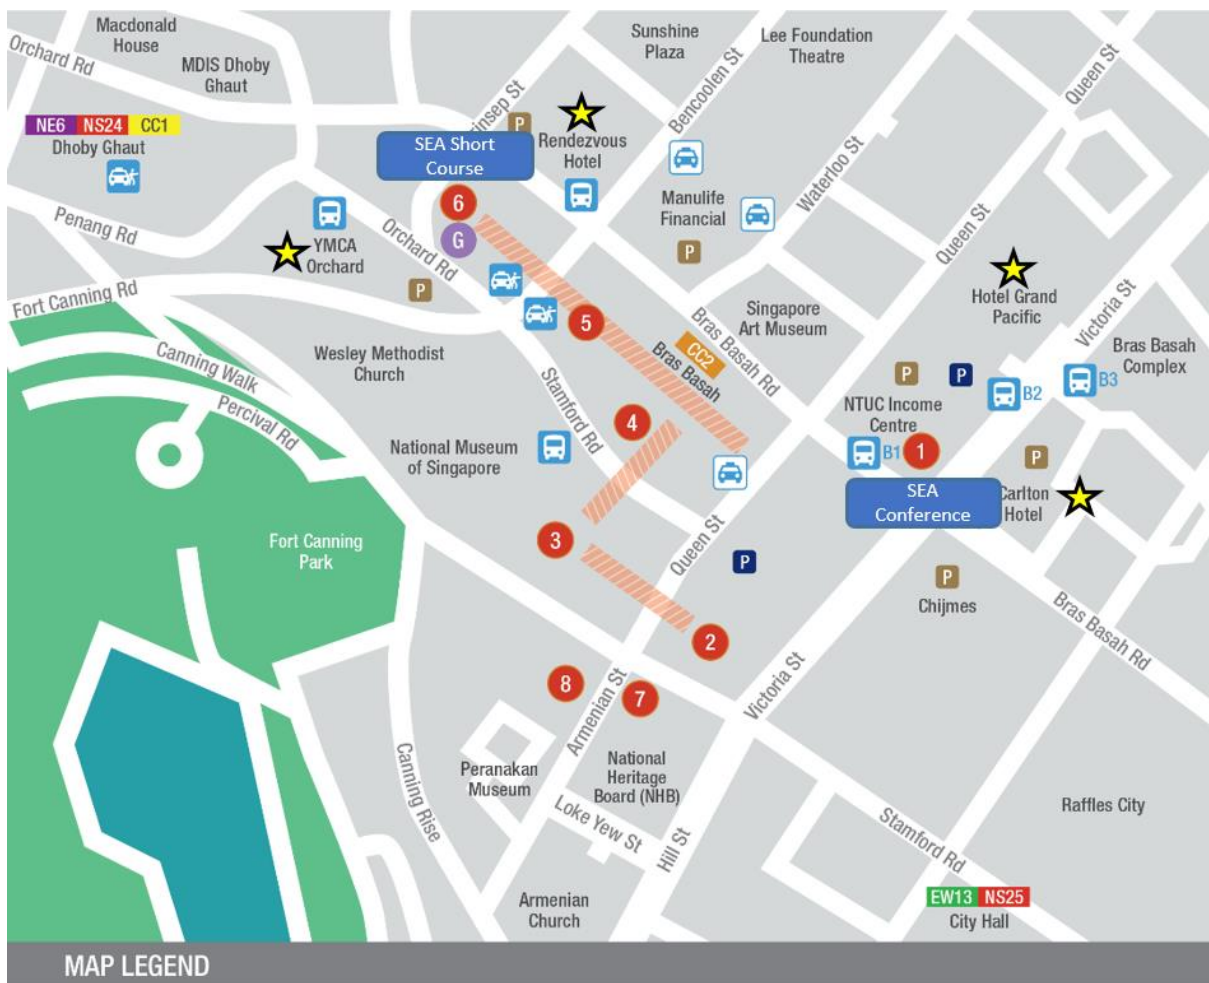 Macdonald
House
Orchard Rd
MDIS Dhoby
Ghaut
NE6 NS24 CC1
Dhoby Ghaut
Penang Rd
Fort Canning Rd
Canning Walk
Percival Rd
Sunshine
Plaza
Lee Foundation
Theatre
P
Rendezvous
Hotel
SEA Short
Course
Bencoolen St
Queen St
Waterloo St
Manulife
Financial
P
6
G
YMCA
Orchard
Orchard Rd
P
5
Queen St
Hotel Grand
Pacific
Victoria St
Singapore
Art Museum
Bras Basah Rd
CC2
Bras Basah
Bras Basah
Complex
Wesley Methodist
Church
Stamford Rd
P
P
B2
B3
NTUC Income
Centre
4
National Museum
of Singapore
B1
1
P
SEA
Conference
Carlton
Hotel
3
Fort Canning
Park
Queen St
P
P
Chijmes
Bras Basah Rd
2
8
7
Armenian St
Victoria St
Peranakan
Museum
National
Heritage
Board (NHB)
Canning Rise
Loke Yew St
Hill St
Raffles City
Stamford Rd
EW13 NS25
City Hall
Armenian
Church
MAP LEGEND